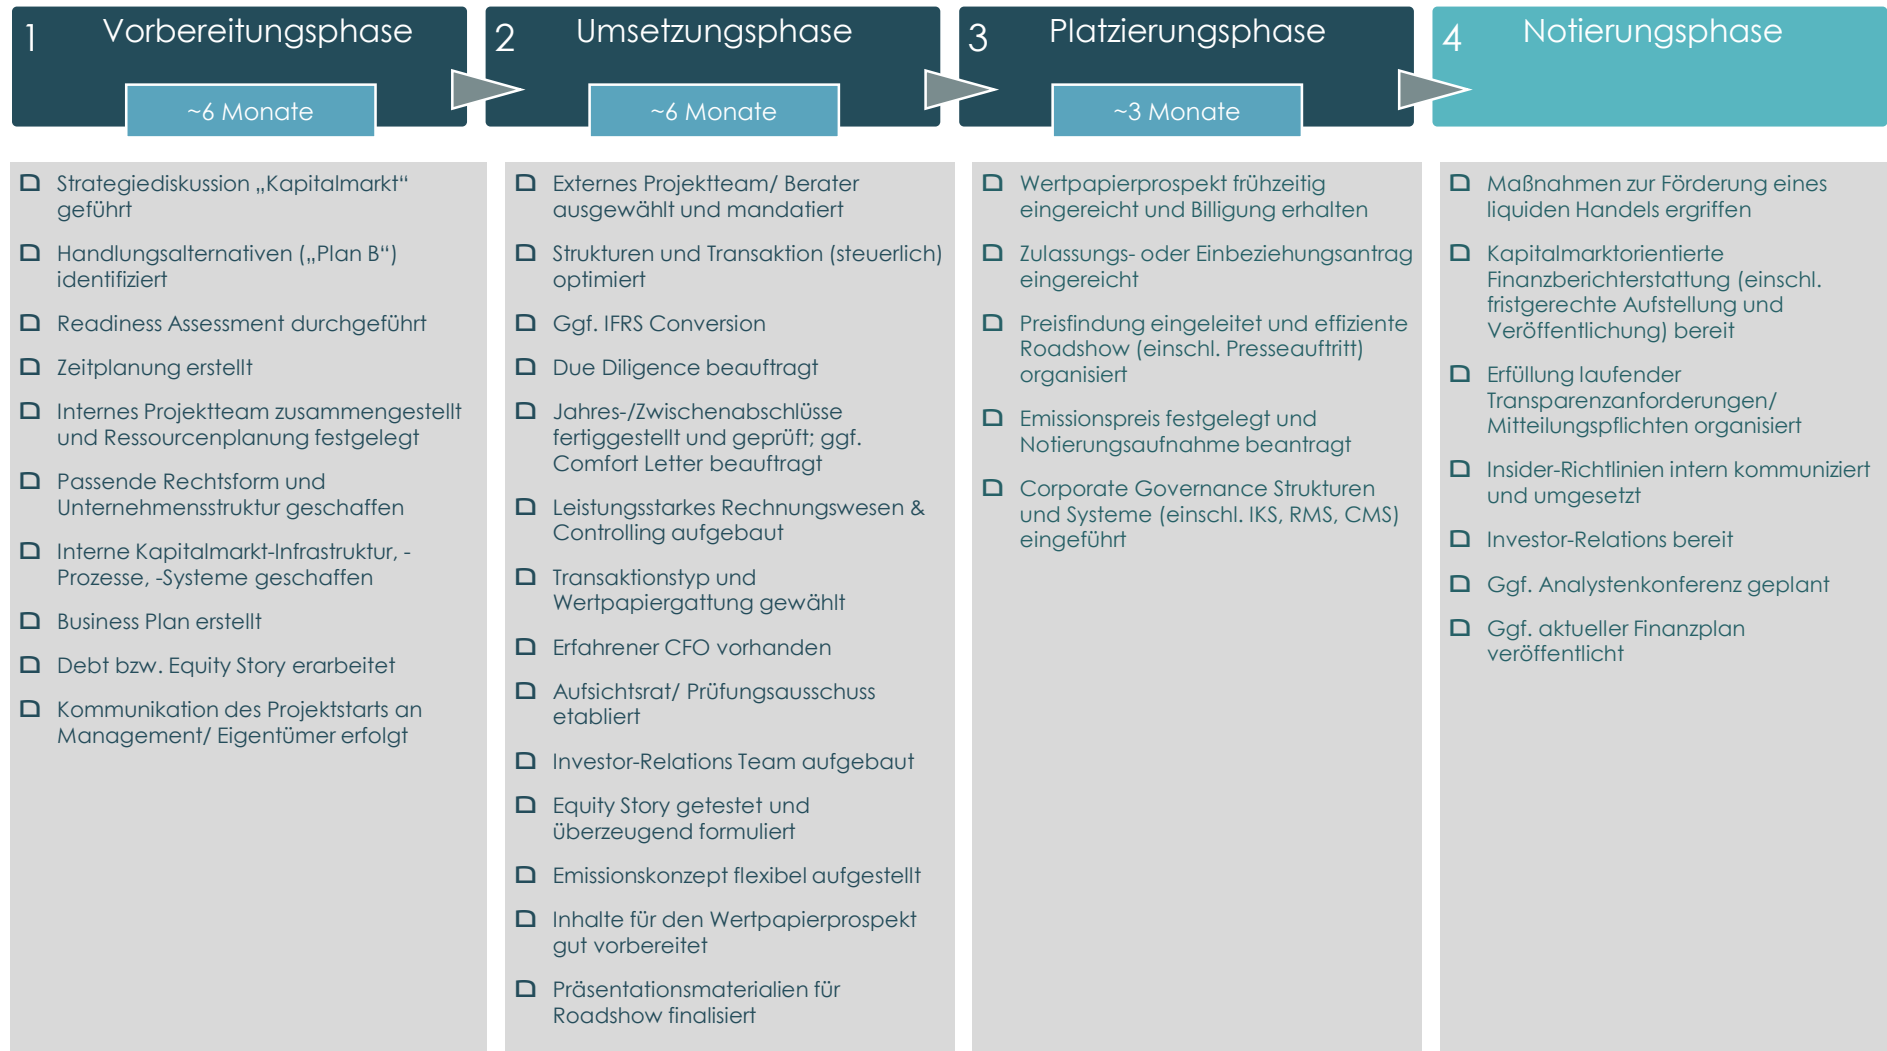 1 Vorbereitungsphase
~6 Monate
2 Umsetzungsphase
~6 Monate
3 Platzierungsphase
~3 Monate
4 Notierungsphase
Strategiediskussion „Kapitalmarkt“
geführt
Handlungsalternativen („Plan B“)
identifiziert
Readiness Assessment durchgeführt
Zeitplanung erstellt
Internes Projektteam zusammengestellt
und Ressourcenplanung festgelegt
Passende Rechtsform und
Unternehmensstruktur geschaffen
Interne Kapitalmarkt-Infrastruktur, -
Prozesse, -Systeme geschaffen
Business Plan erstellt
Debt bzw. Equity Story erarbeitet
Kommunikation des Projektstarts an
Management/ Eigentümer erfolgt
Externes Projektteam/ Berater
ausgewählt und mandatiert
Strukturen und Transaktion (steuerlich)
optimiert
Ggf. IFRS Conversion
Due Diligence beauftragt
Jahres-/Zwischenabschlüsse
fertiggestellt und geprüft; ggf.
Comfort Letter beauftragt
Leistungsstarkes Rechnungswesen &
Controlling aufgebaut
Transaktionstyp und
Wertpapiergattung gewählt
Erfahrener CFO vorhanden
Aufsichtsrat/ Prüfungsausschuss
etabliert
Investor-Relations Team aufgebaut
Equity Story getestet und
überzeugend formuliert
Emissionskonzept flexibel aufgestellt
Inhalte für den Wertpapierprospekt
gut vorbereitet
Präsentationsmaterialien für
Roadshow finalisiert
Wertpapierprospekt frühzeitig
eingereicht und Billigung erhalten
Zulassungs- oder Einbeziehungsantrag
eingereicht
Preisfindung eingeleitet und effiziente
Roadshow (einschl. Presseauftritt)
organisiert
Emissionspreis festgelegt und
Notierungsaufnahme beantragt
Corporate Governance Strukturen
und Systeme (einschl. IKS, RMS, CMS)
eingeführt
Maßnahmen zur Förderung eines
liquiden Handels ergriffen
Kapitalmarktorientierte
Finanzberichterstattung (einschl.
fristgerechte Aufstellung und
Veröffentlichung) bereit
Erfüllung laufender
Transparenzanforderungen/
Mitteilungspflichten organisiert
Insider-Richtlinien intern kommuniziert
und umgesetzt
Investor-Relations bereit
Ggf. Analystenkonferenz geplant
Ggf. aktueller Finanzplan
veröffentlicht